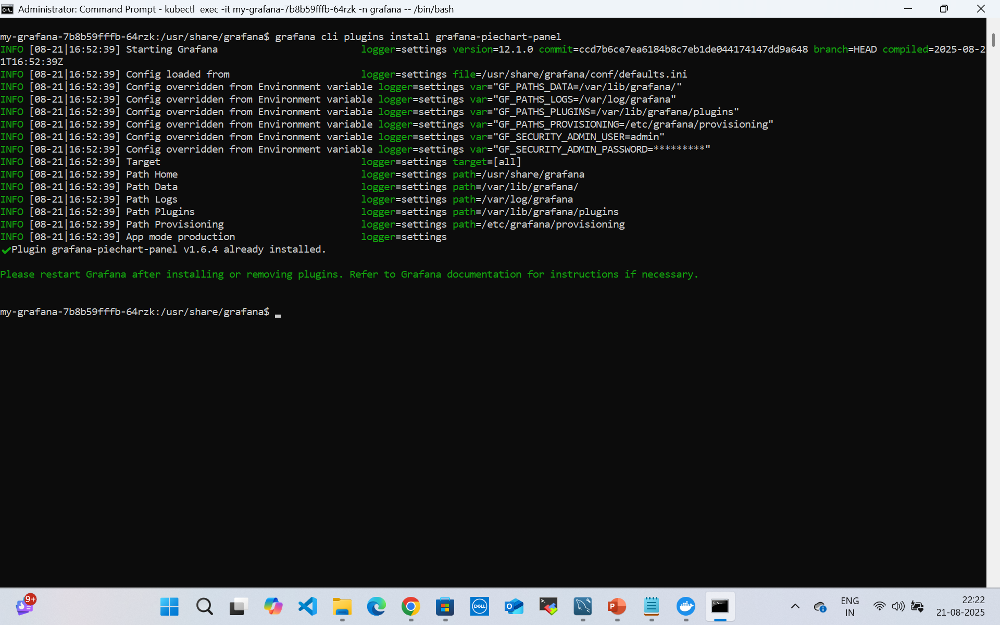 Administrator: Command Prompt - kubectl  exec -it my-grafana-7b8b59fffb-64rzk -n grafana -- /bin/bash
my-grafana-7b8b59fffb-64rzk:/usr/share/grafana$ grafana cli plugins install grafana-piechart-panel
INFO [08-21|16:52:39] Starting Grafana                         logger=settings version=12.1.0 commit=ccd7b6ce7ea6184b8c7eb1de044174147dd9a648 branch=HEAD compiled=2025-08-2
1T16:52:39Z
INFO [08-21|16:52:39] Config loaded from                       logger=settings file=/usr/share/grafana/conf/defaults.ini
INFO [08-21|16:52:39] Config overridden from Environment variable logger=settings var="GF_PATHS_DATA=/var/lib/grafana/"
INFO [08-21|16:52:39] Config overridden from Environment variable logger=settings var="GF_PATHS_LOGS=/var/log/grafana"
INFO [08-21|16:52:39] Config overridden from Environment variable logger=settings var="GF_PATHS_PLUGINS=/var/lib/grafana/plugins"
INFO [08-21|16:52:39] Config overridden from Environment variable logger=settings var="GF_PATHS_PROVISIONING=/etc/grafana/provisioning"
INFO [08-21|16:52:39] Config overridden from Environment variable logger=settings var="GF_SECURITY_ADMIN_USER=admin"
INFO [08-21|16:52:39] Config overridden from Environment variable logger=settings var="GF_SECURITY_ADMIN_PASSWORD=*********"
INFO [08-21|16:52:39] Target                                   logger=settings target=[all]
INFO [08-21|16:52:39] Path Home                                logger=settings path=/usr/share/grafana
INFO [08-21|16:52:39] Path Data                                logger=settings path=/var/lib/grafana/
INFO [08-21|16:52:39] Path Logs                                logger=settings path=/var/log/grafana
INFO [08-21|16:52:39] Path Plugins                             logger=settings path=/var/lib/grafana/plugins
INFO [08-21|16:52:39] Path Provisioning                        logger=settings path=/etc/grafana/provisioning
INFO [08-21|16:52:39] App mode production                      logger=settings
✔Plugin grafana-piechart-panel v1.6.4 already installed.
Please restart Grafana after installing or removing plugins. Refer to Grafana documentation for instructions if necessary.
my-grafana-7b8b59fffb-64rzk:/usr/share/grafana$
9+
DELL
ENG
IN
22:22
21-08-2025